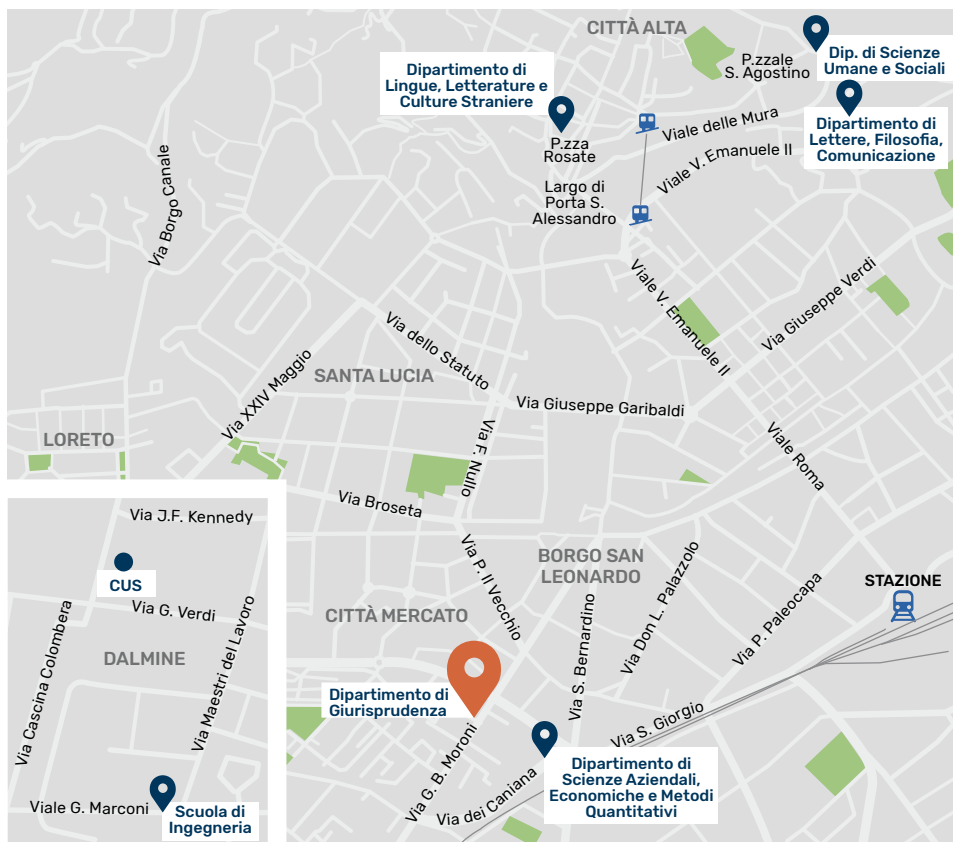 CITTÀ ALTA
P.zzale
S. Agostino
Dip. di Scienze
Umane e Sociali
Dipartimento di
Lingue, Letterature e
Culture Straniere
Dipartimento di
Lettere, Filosofia,
Comunicazione
Viale delle Mura
P.zza
Rosate
Viale V. Emanuele II
Largo di
Porta S.
Alessandro
Via Borgo Canale
Viale V. Emanuele II
Via Giuseppe Verdi
Via dello Statuto
SANTA LUCIA
Via XXIV Maggio
Via Giuseppe Garibaldi
LORETO
Via F. Nullo
Viale Roma
Via Broseta
Via J.F. Kennedy
CUS
Via G. Verdi
Via Cascina Colombera
DALMINE
Via Maestri del Lavoro
Viale G. Marconi
Scuola di
Ingegneria
Via P. Il Vecchio
BORGO SAN
LEONARDO
Via Don L. Palazzolo
STAZIONE
Via P. Paleocapa
CITTÀ MERCATO
Via S. Bernardino
Dipartimento di
Giurisprudenza
Via S. Giorgio
Via G. B. Moroni
Via dei Caniana
Dipartimento di
Scienze Aziendali,
Economiche e Metodi
Quantitativi